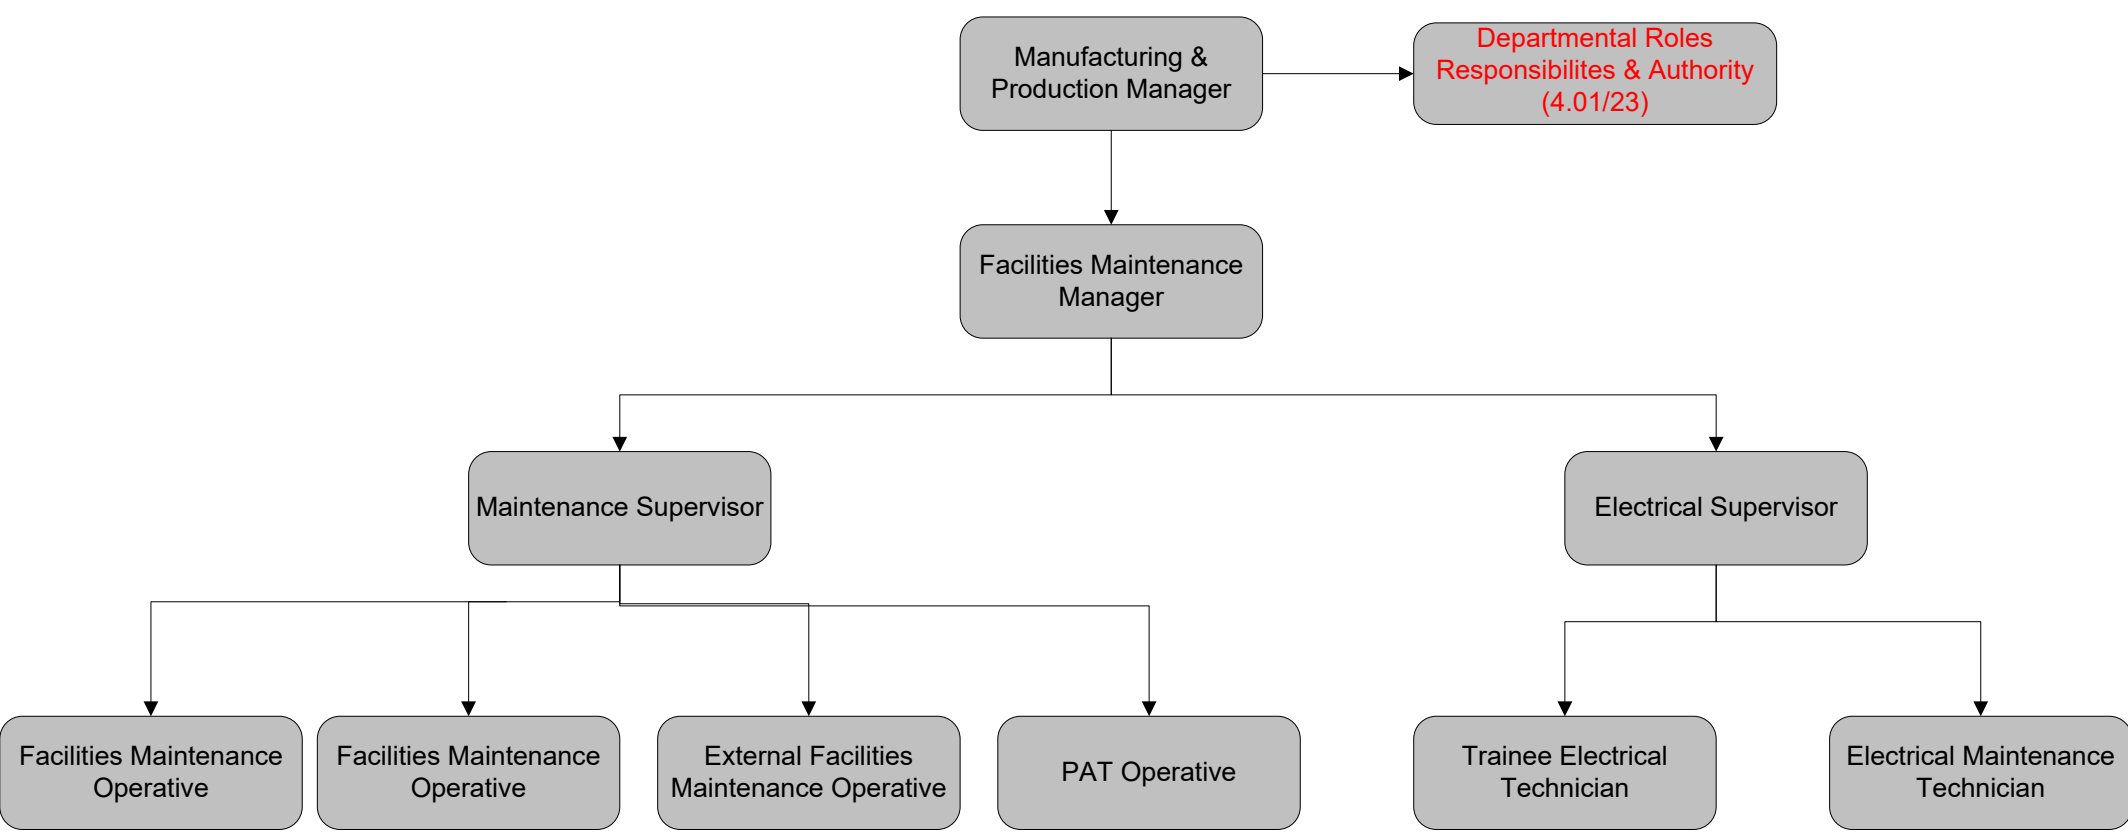 Manufacturing &
Production Manager
Departmental Roles
Responsibilites & Authority
(4.01/23)
Facilities Maintenance
Manager
Maintenance Supervisor
Electrical Supervisor
Facilities Maintenance
Operative
Facilities Maintenance
Operative
External Facilities
Maintenance Operative
PAT Operative
Trainee Electrical
Technician
Electrical Maintenance
Technician